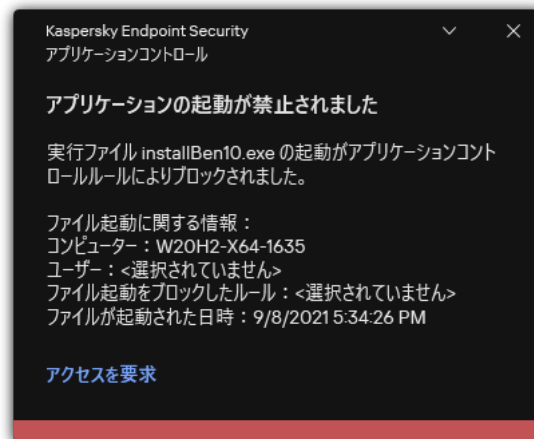 Kaspersky Endpoint Security
アプリケーションコントロール
アプリケーションの起動が禁止されました
実行ファイル installBen10.exe の起動がアプリケーションコント
ロールルールによりブロックされました。
ファイル起動に関する情報：
コンピューター：W20H2-X64-1635
ユーザー：<選択されていません>
ファイル起動をブロックしたルール：<選択されていません>
ファイルが起動された日時：9/8/2021 5:34:26 PM
アクセスを要求